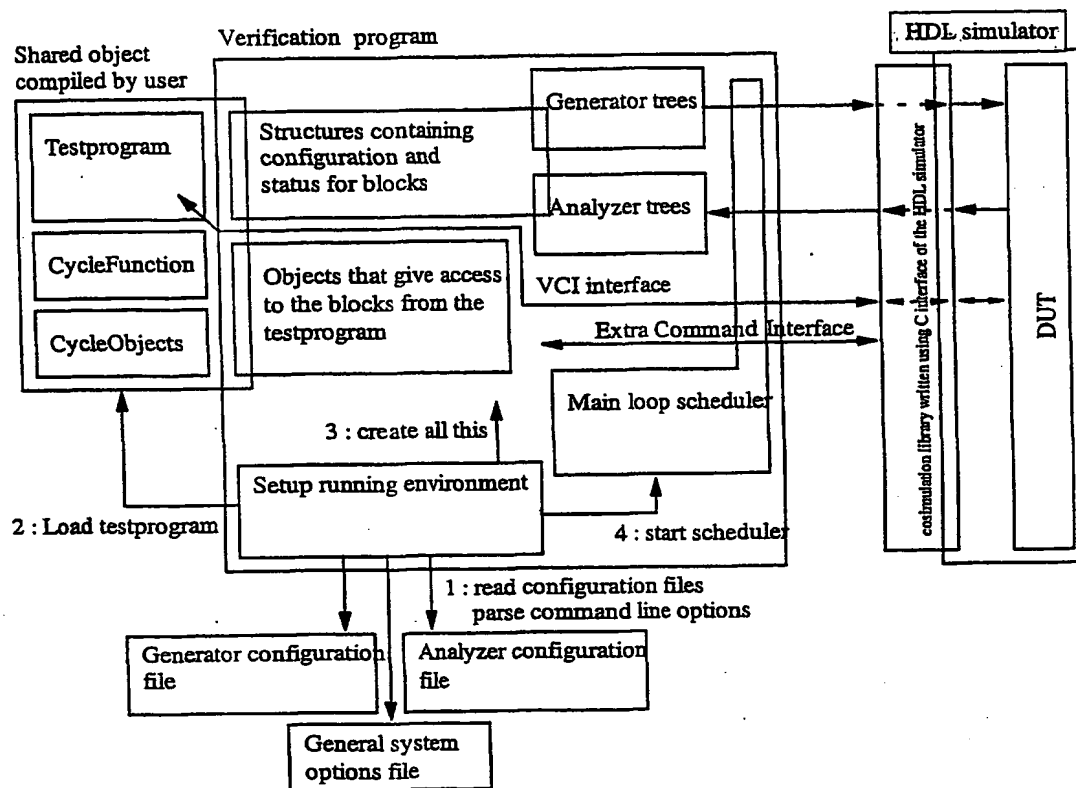 HDL simulator
Verification program
Shared object
compiled by user
Testprogram
CycleFunction
CycleObjects
Structures containing
configuration and
status for blocks
Generator trees
Analyzer trees
Objects that give access
to the blocks from the
testprogram
VCI interface
Extra Command Interface
Main loop scheduler
cosimulation library written using C interface of the HDL simulator
DUT
3 : create all this
Setup running environment
2 : Load testprogram
4 : start scheduler
1 : read configuration files
parse command line options
Generator configuration
file
Analyzer configuration
file
General system
options file